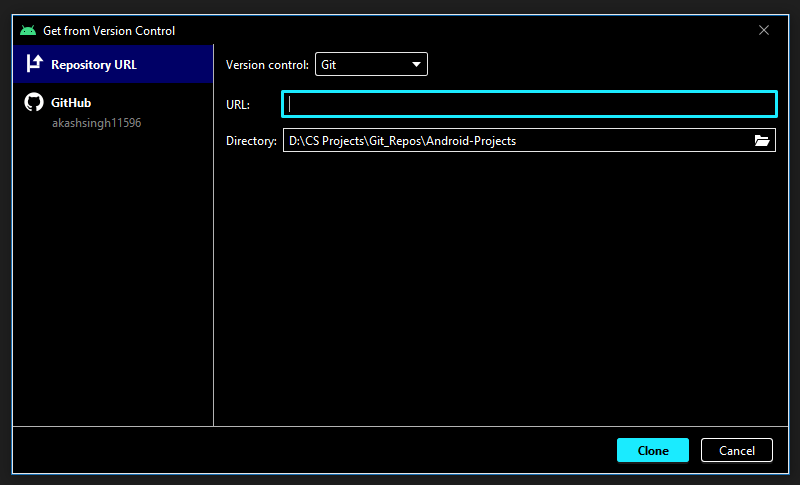 Get from Version Control
Repository URL
GitHub
akashsingh11596
Version control: Git
URL:
Directory: D:\CS Projects\Git_Repos\Android-Projects
Clone Cancel